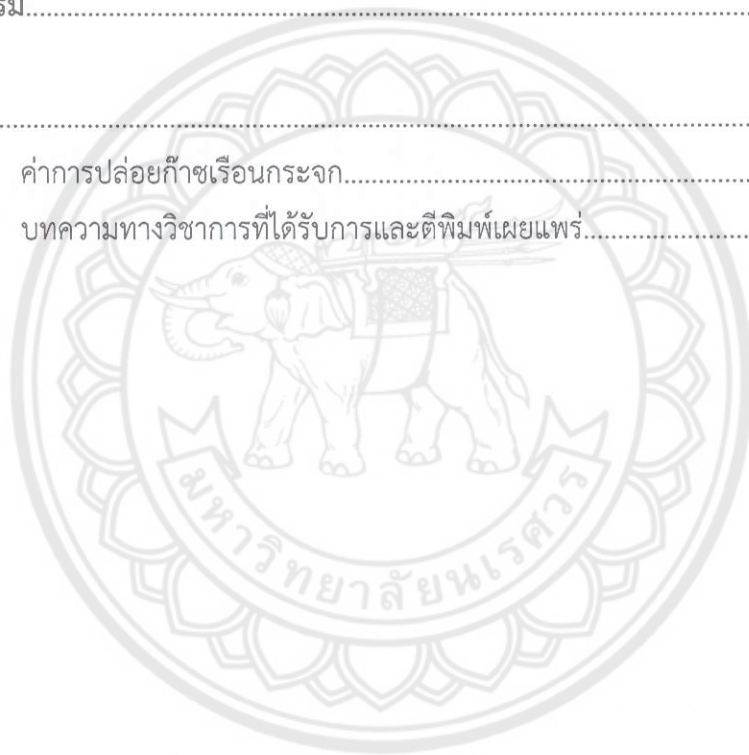 รม....................................................................................................
....................................................................................................
ค่าการปล่อยก๊าซเรือนกระจก............................................................
บทความทางวิชาการที่ได้รับการและตีพิมพ์เผยแพร่........................
มหาวิทยาลัยนเรศวร